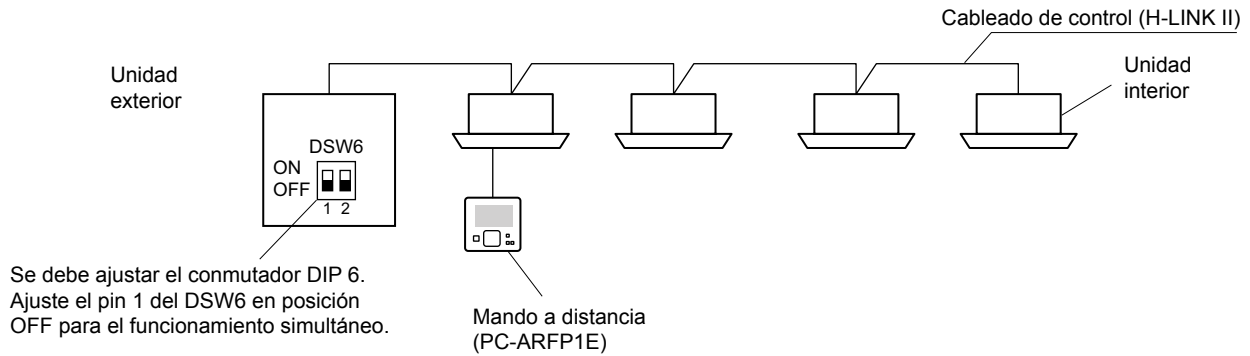 Cableado de control (H-LINK II)
Unidad
exterior
Unidad
interior
DSW6
ON
OFF
1 2
Se debe ajustar el conmutador DIP 6.
Ajuste el pin 1 del DSW6 en posición
OFF para el funcionamiento simultáneo.
Mando a distancia
(PC-ARFP1E)